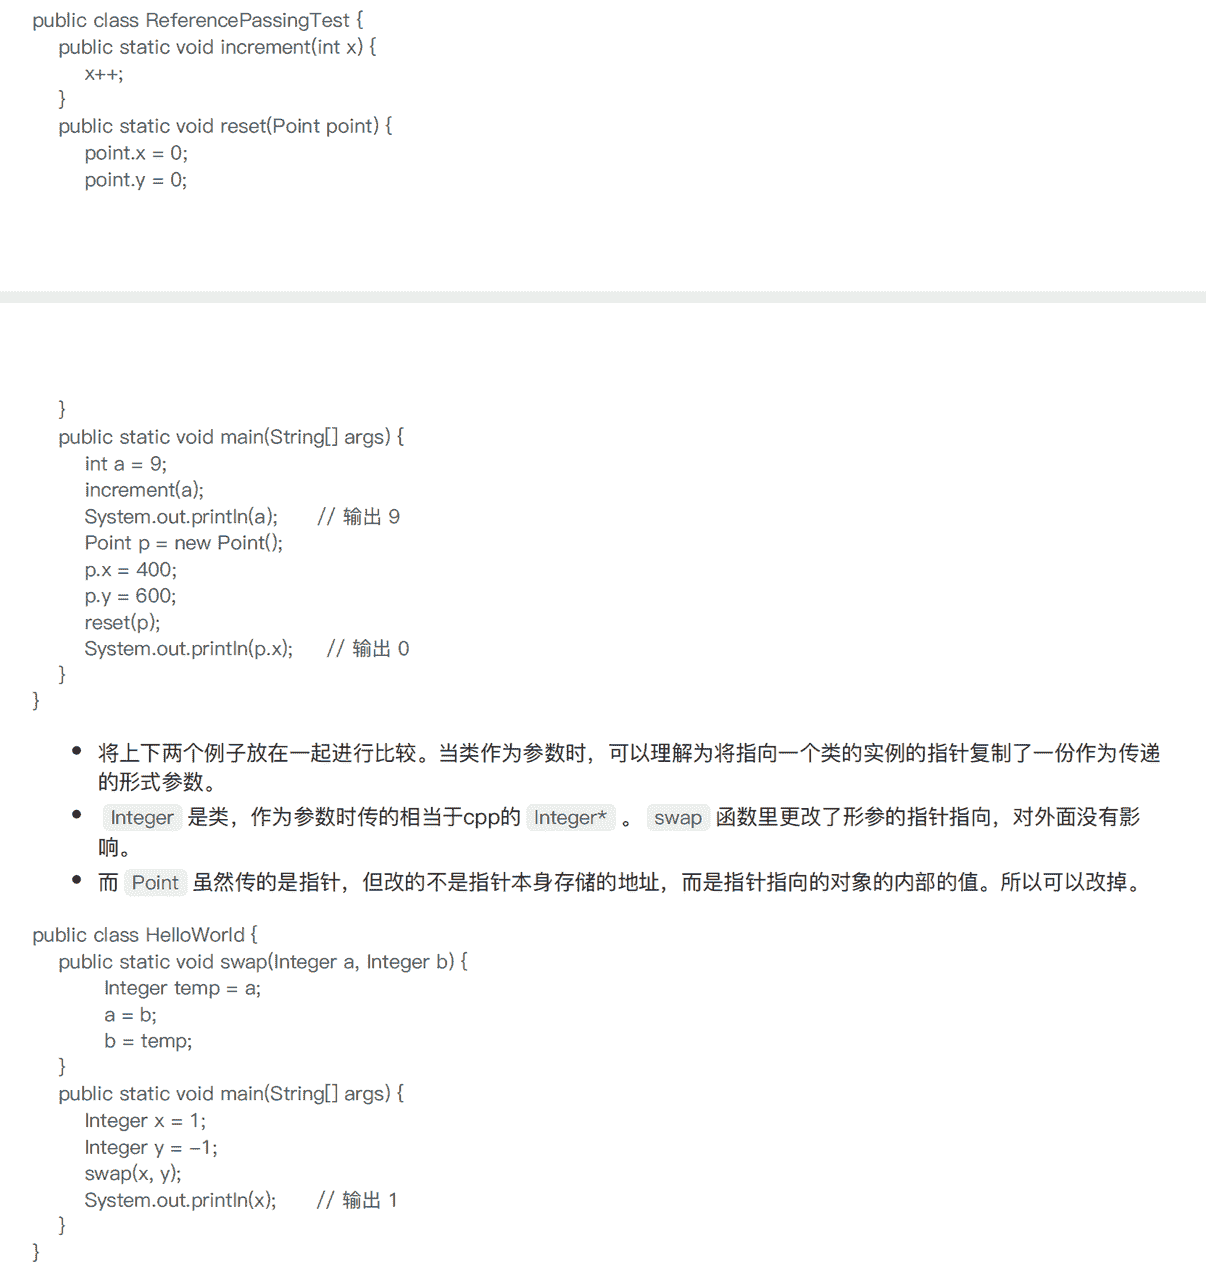 public class ReferencePassingTest {
public static void increment(int x) {
x++;
}
public static void reset(Point point) {
point.x = 0;
point.y = 0;
}
public static void main(String[] args) {
int a = 9;
increment(a);
System.out.println(a); // 输出 9
Point p = new Point();
p.x = 400;
p.y = 600;
reset(p);
System.out.println(p.x); // 输出 0
}
}
• 将上下两个例子放在一起进行比较。当类作为参数时，可以理解为将指向一个类的实例的指针复制了一份作为传递
的形式参数。
• Integer 是类，作为参数时传的相当于cpp的 Integer* 。 swap 函数里更改了形参的指针指向，对外面没有影
响。
• 而 Point 虽然传的是指针，但改的不是指针本身存储的地址，而是指针指向的对象的内部的值。所以可以改掉。
public class HelloWorld {
public static void swap(Integer a, Integer b) {
Integer temp = a;
a = b;
b = temp;
}
public static void main(String[] args) {
Integer x = 1;
Integer y = -1;
swap(x, y);
System.out.println(x); // 输出 1
}
}